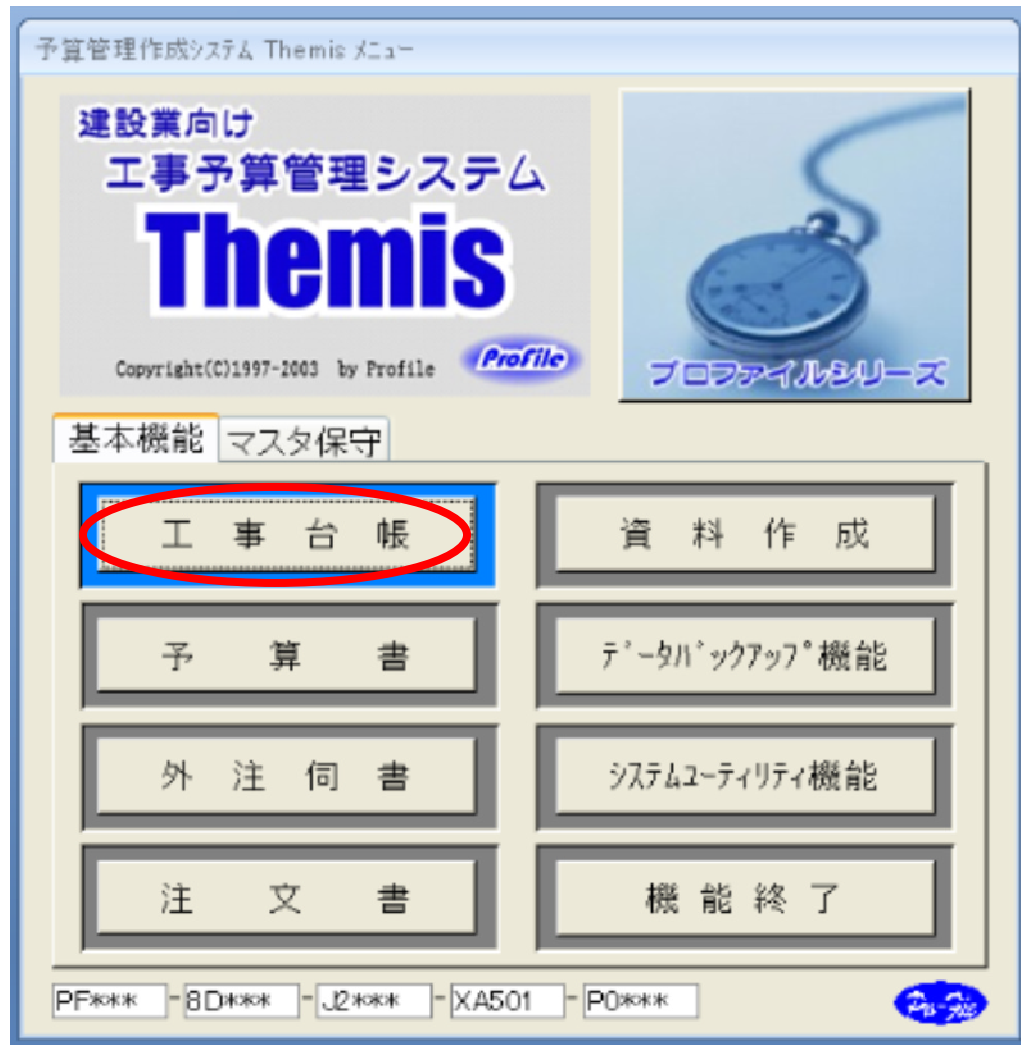 予算管理作成システム Themis メニュー
建設業向け
工事予算管理システム
Themis
Copyright(C)1997-2003 by Profile
Profile
プロファイルシリーズ
基本機能 マスタ保守
工事台帳 資料作成
予算書 データバックアップ機能
外注伺書 システムユーティリティ機能
注文書 機能終了
PF*** - 8D*** - J2*** - XA501 - P0***